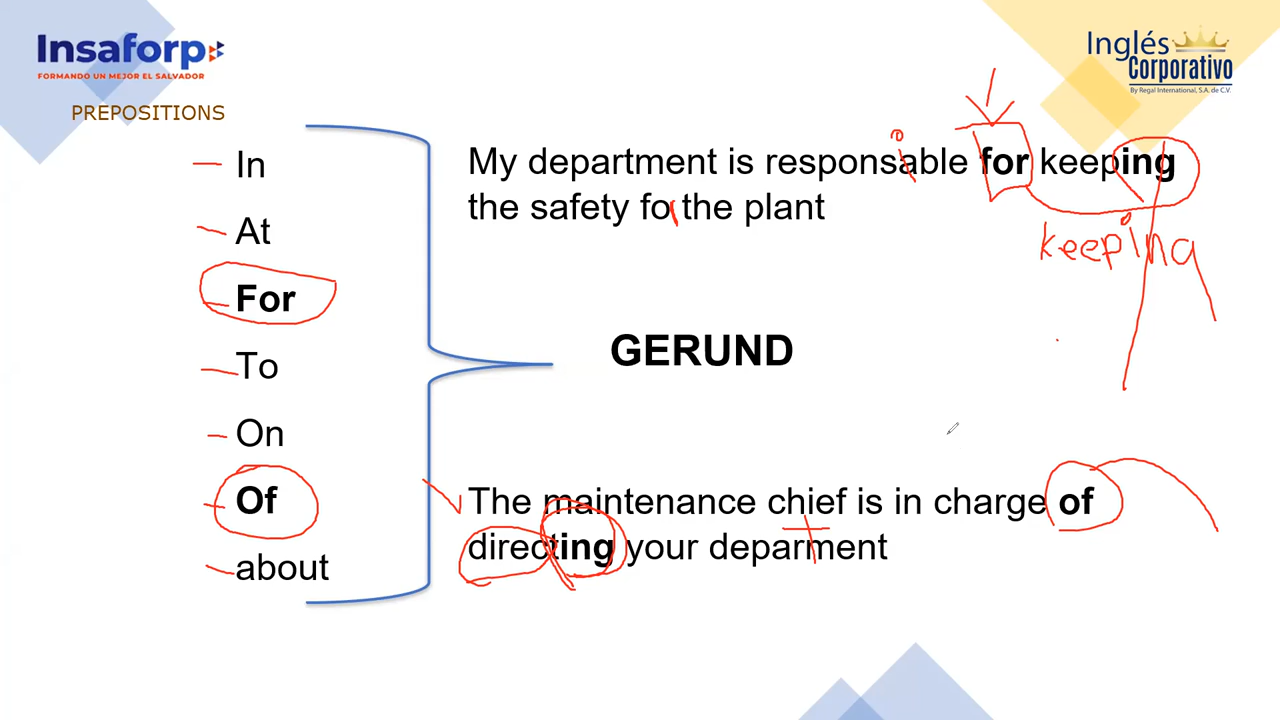 Insaforp
FORMANDO UN MEJOR EL SALVADOR
Inglés
Corporativo
By Regal International, S.A. de C.V.
PREPOSITIONS
In
At
For
To
On
Of
about
My department is responsable for keeping
the safety fo the plant
i
r
keeping
GERUND
The maintenance chief is in charge of
directing your deparment
t